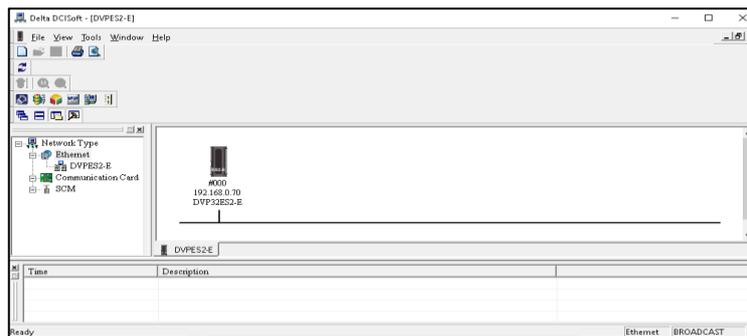 Delta DCISoft - [DVPES2-E]
File View Tools Window Help
Network Type
Ethernet
DVPES2-E
Communication Card
SCM
#000
192.168.0.70
DVP32ES2-E
DVPES2-E
Time Description
Ready Ethernet BROADCAST